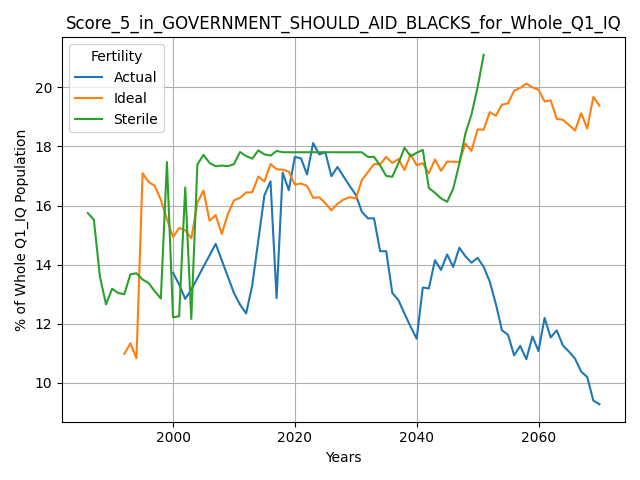 Score_5_in_GOVERNMENT_SHOULD_AID_BLACKS_for_Whole_Q1_IQ
Fertility
Actual
Ideal
Sterile
% of Whole Q1_IQ Population
20
18
16
14
12
10
2000 2020 2040 2060
Years